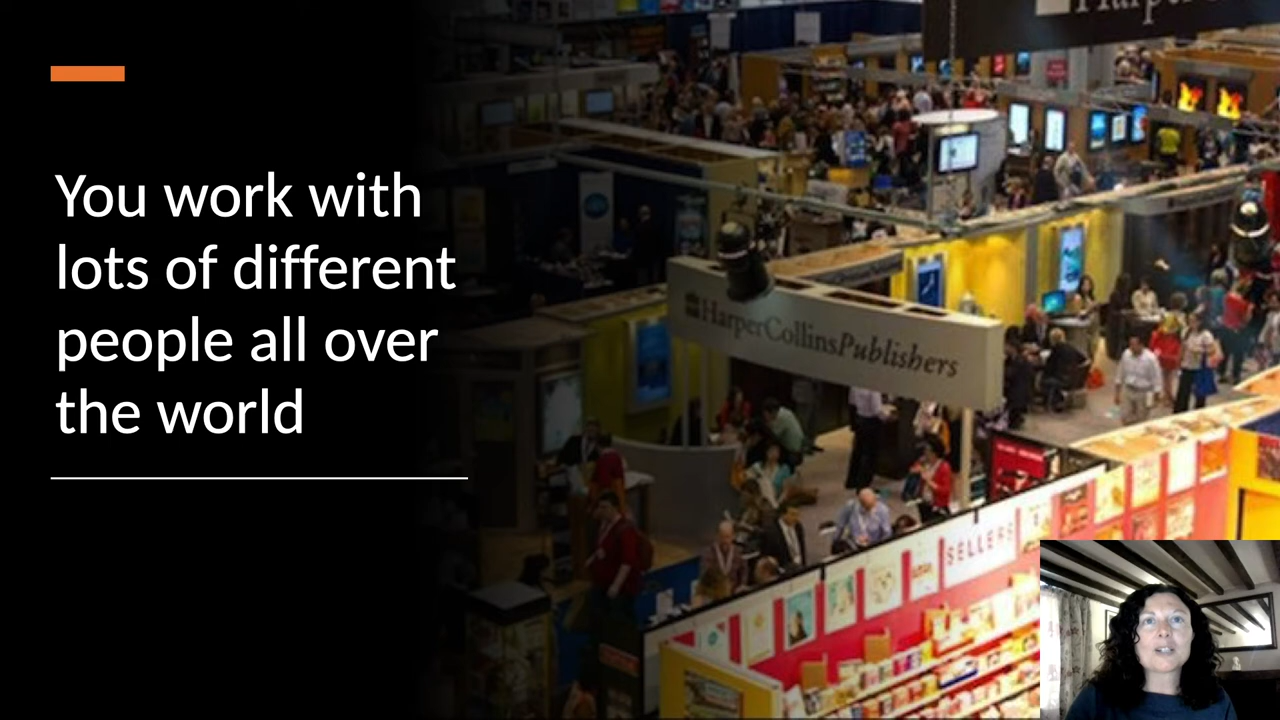 You work with
lots of different
people all over
the world
HarperCollinsPublishers
SELLERS